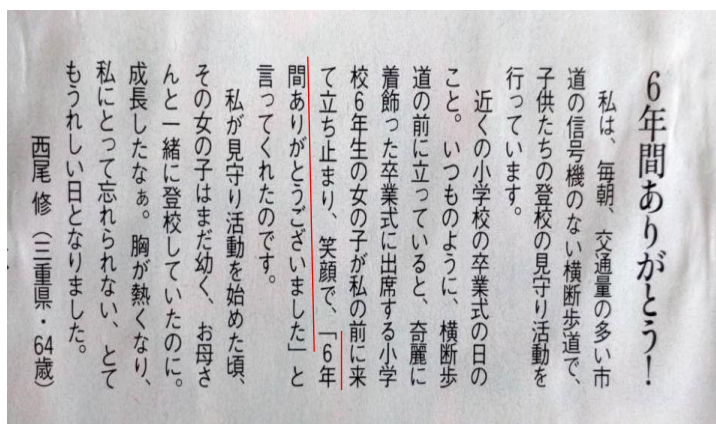 6年間ありがとう！
私は、毎朝、交通量の多い市
道の信号機のない横断歩道で、
子供たちの登校の見守り活動を
行っています。
近くの小学校の卒業式の日の
こと。いつものように、横断歩
道の前に立っていると、奇麗に
着飾った卒業式に出席する小学
校6年生の女の子が私の前に来
て立ち止まり、笑顔で、「6年
間ありがとうございました」と
言ってくれたのです。
私が見守り活動を始めた頃、
その女の子はまだ幼く、お母さ
んと一緒に登校していたのに。
成長したなぁ。胸が熱くなり、
私にとって忘れられない、とて
もうれしい日となりました。
西尾 修（三重県・64歳）